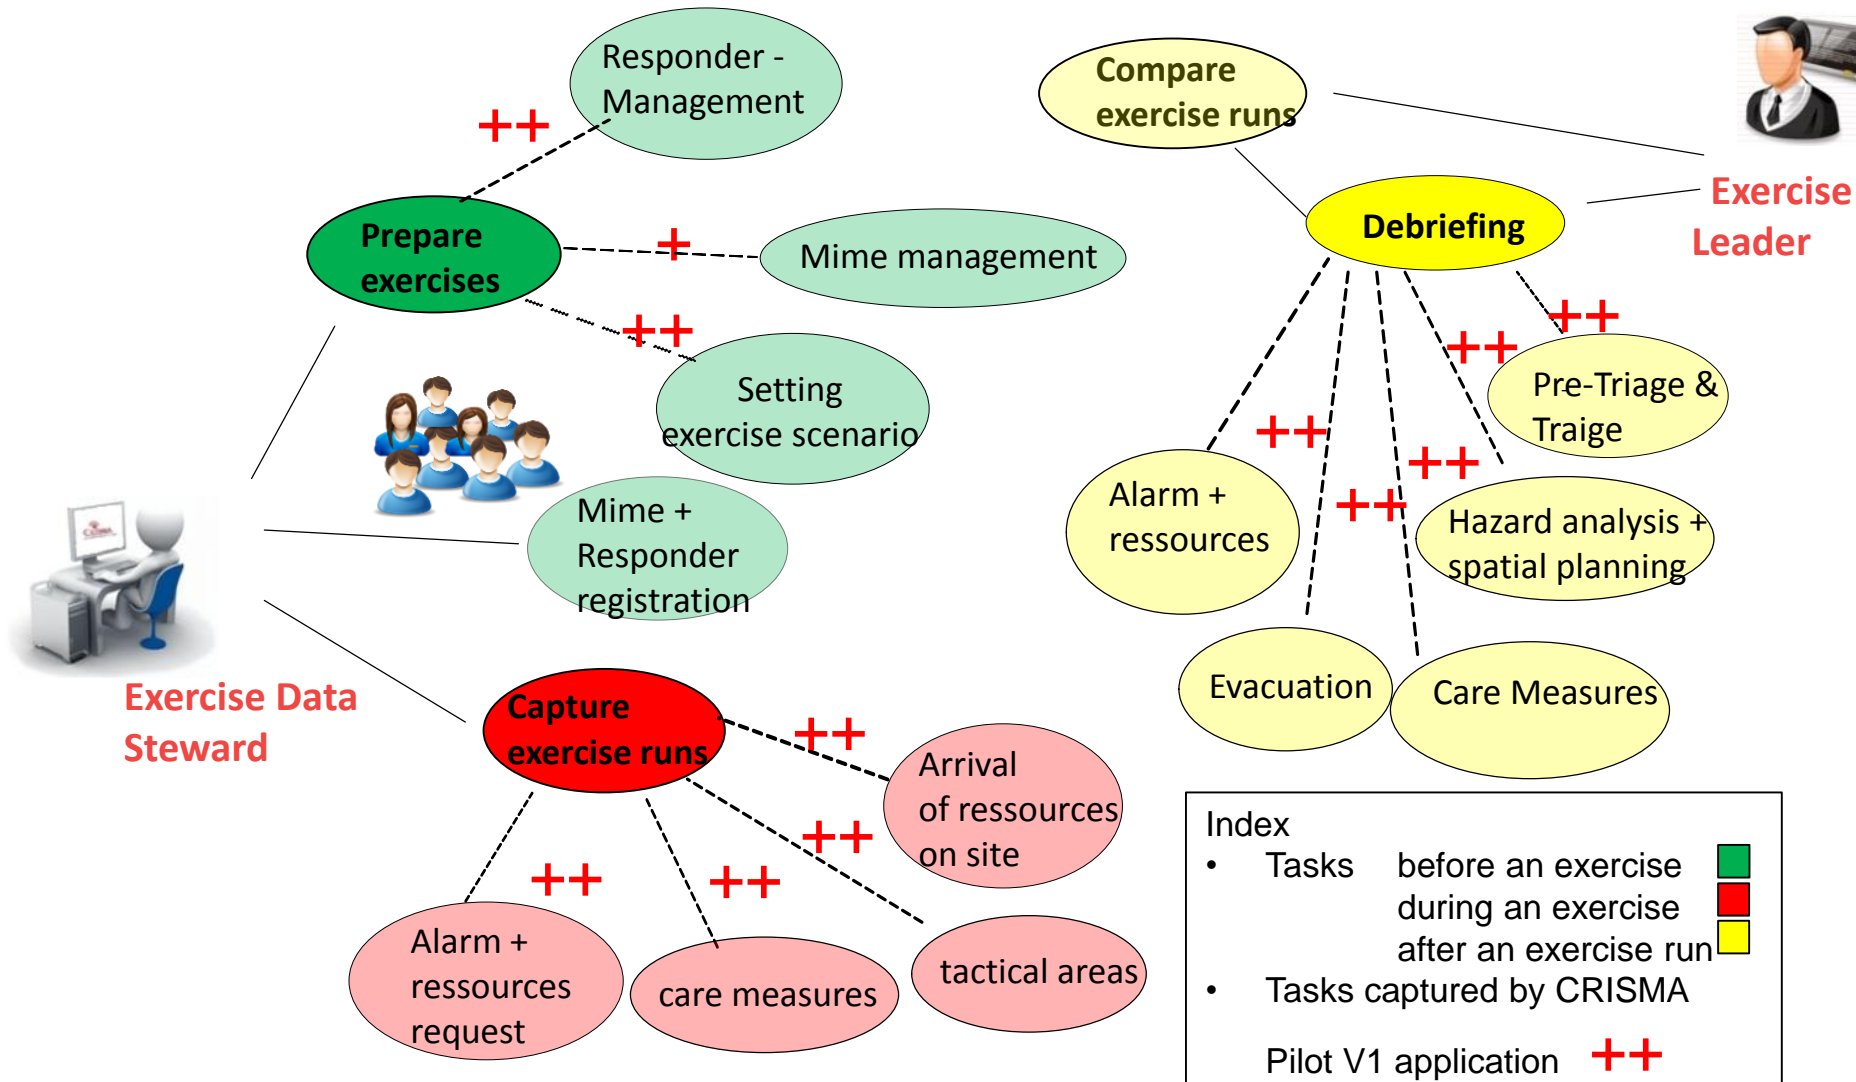 Responder -
Management
++
Prepare
exercises
+
Mime management
++
Setting
exercise scenario
Mime +
Responder
registration
Exercise Data
Steward
Capture
exercise runs
++
Arrival
of ressources
on site
++
tactical areas
++
care measures
++
Alarm +
ressources
request
Compare
exercise runs
Exercise
Leader
Debriefing
++
Pre-Triage &
Traige
++
Hazard analysis +
spatial planning
++
Alarm +
ressources
++
Evacuation
++
Care Measures
Index
• Tasks before an exercise
during an exercise
after an exercise run
• Tasks captured by CRISMA
Pilot V1 application ++